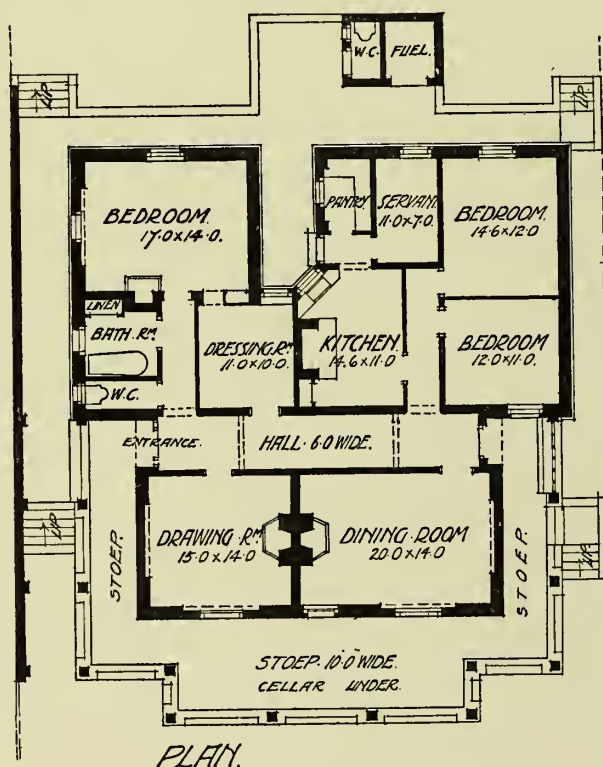 W.C. FUEL.
UP
UP
BEDROOM.
17·0 x 14·0.
PANTRY
SERVAN
11·0 x 7·0.
BEDROOM
14·6 x 12·0
LINEN
BATH RM
DRESSING RM
11·0 x 10·0.
KITCHEN
14·6 x 11·0
BEDROOM
12·0 x 11·0.
W.C.
ENTRANCE.
HALL· 6·0 WIDE.
UP
STOEP.
DRAWING RM
15·0 x 14·0
DINING ROOM
20·0 x 14·0
STOEP
UP
STOEP· 10·0 WIDE.
CELLAR UNDER.
PLAN.